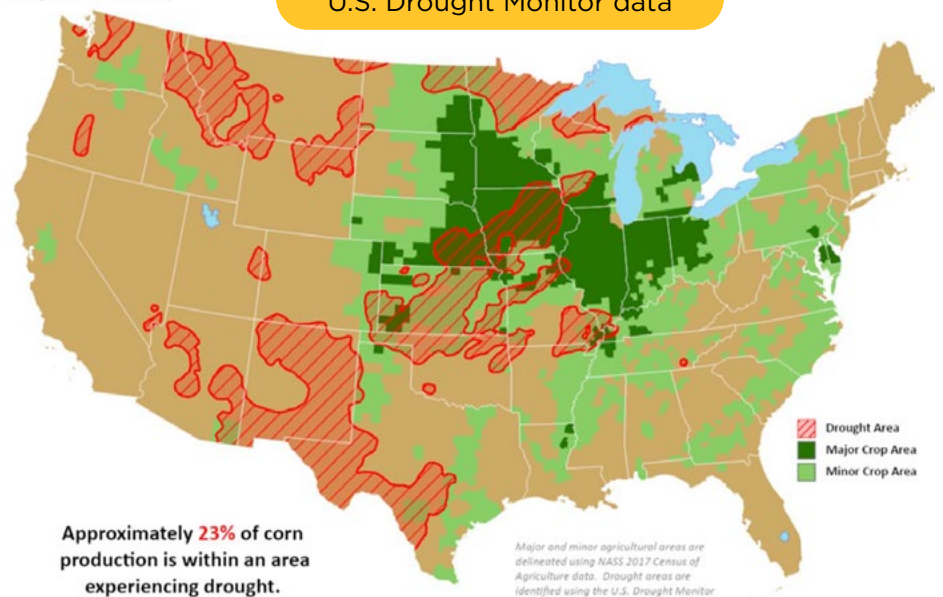 U.S. Drought Monitor data
Drought Area
Major Crop Area
Minor Crop Area
Approximately 23% of corn
production is within an area
experiencing drought.
Major and minor agricultural areas are
delineated using NASS 2017 Census of
Agriculture data. Drought areas are
identified using the U.S. Drought Monitor